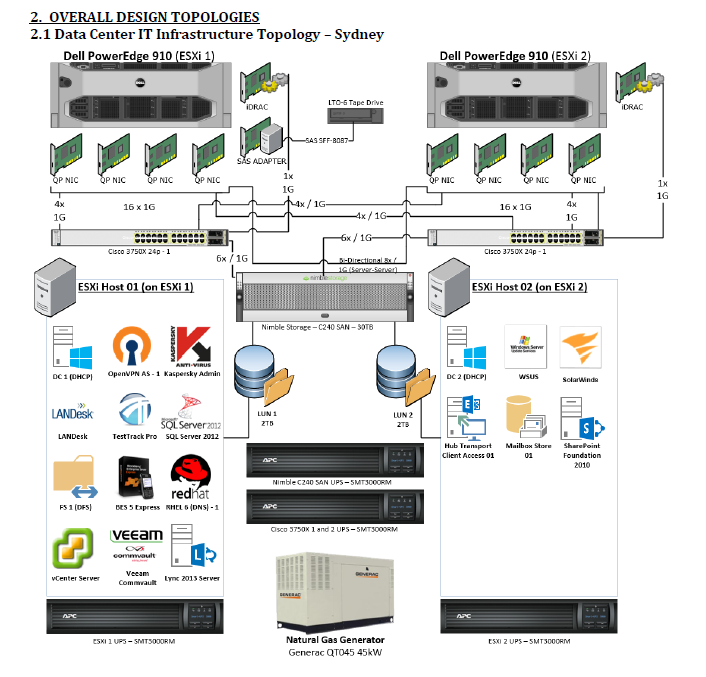 2. OVERALL DESIGN TOPOLOGIES
2.1 Data Center IT Infrastructure Topology – Sydney
Dell PowerEdge 910 (ESXi 1)
Dell PowerEdge 910 (ESXi 2)
iDRAC
LTO-6 Tape Drive
iDRAC
SAS SFF-8087
SAS ADAPTER
QP NIC
QP NIC
QP NIC
QP NIC
1x
1G
QP NIC
QP NIC
QP NIC
QP NIC
1x
1G
4x
1G
16 x 1G
4x / 1G
4x / 1G
16 x 1G
4x
1G
6x / 1G
Cisco 3750X 24p - 1
Cisco 3750X 24p - 1
6x / 1G
Bi-Directional 8x /
1G (Server-Server)
nimblestorage
ESXi Host 01 (on ESXi 1)
ESXi Host 02 (on ESXi 2)
Nimble Storage – C240 SAN – 30TB
KASPERSKY
ANTI-VIRUS
Windows Server
Update Services
DC 1 (DHCP)
OpenVPN AS - 1
Kaspersky Admin
DC 2 (DHCP)
WSUS
SolarWinds
LANDesk
SQL Server 2012
LUN 1
2TB
LUN 2
2TB
E
S
LANDesk
TestTrack Pro
SQL Server 2012
Hub Transport
Client Access 01
Mailbox Store
01
SharePoint
Foundation
2010
APC
Nimble C240 SAN UPS – SMT3000RM
redhat
FS 1 (DFS)
BES 5 Express
RHEL 6 (DNS) - 1
APC
Cisco 3750X 1 and 2 UPS – SMT3000RM
veeam
commvault
L
vCenter Server
Veeam
Commvault
Lync 2013 Server
GENERAC
GENERAC
APC
ESXi 1 UPS – SMT3000RM
Natural Gas Generator
Generac QT045 45kW
APC
ESXi 2 UPS – SMT3000RM